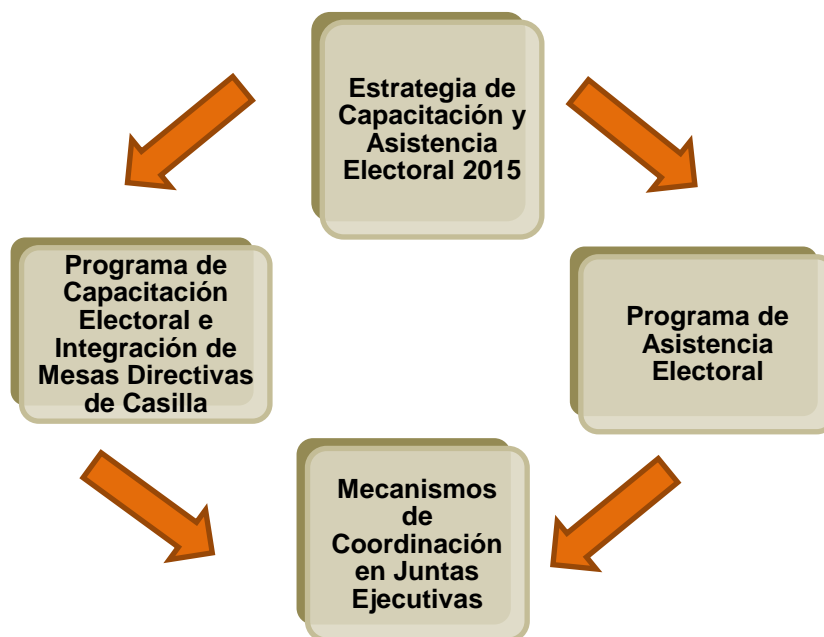 Estrategia de
Capacitación y
Asistencia
Electoral 2015
Programa de
Capacitación
Electoral e
Integración de
Mesas Directivas
de Casilla
Programa de
Asistencia
Electoral
Mecanismos
de
Coordinación
en Juntas
Ejecutivas